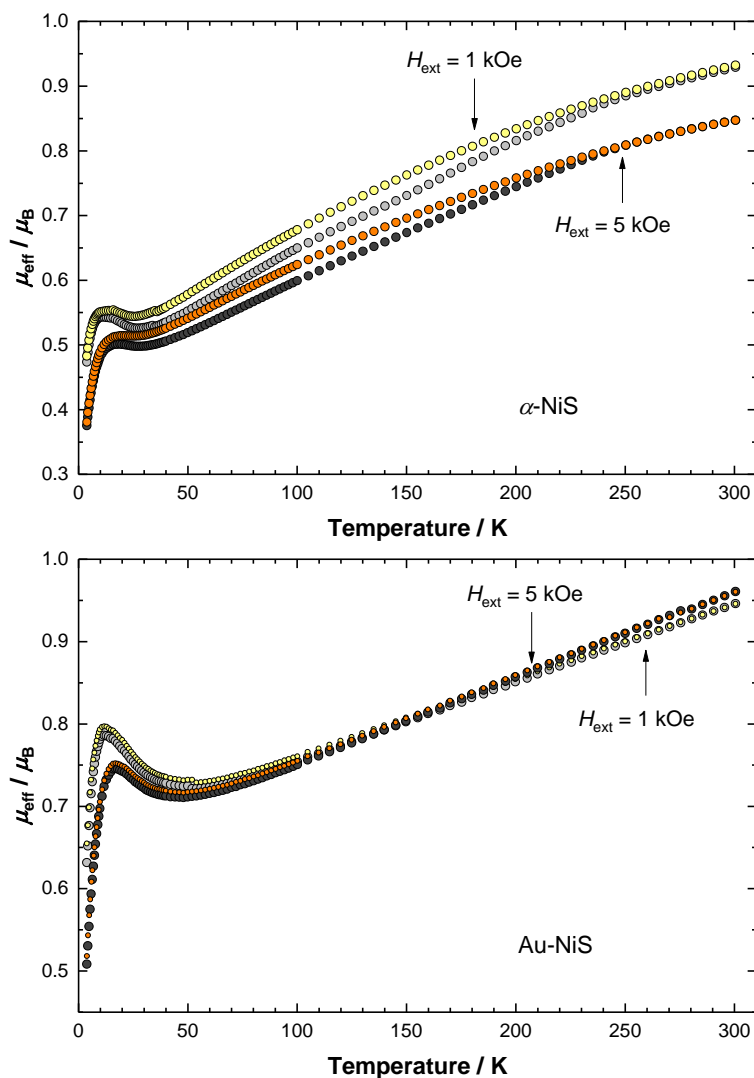 1.0
0.9
0.8
0.7
0.6
0.5
0.4
0.3
μeff / μB
Hext = 1 kOe
Hext = 5 kOe
α-NiS
0 50 100 150 200 250 300
Temperature / K
1.0
0.9
0.8
0.7
0.6
0.5
μeff / μB
Hext = 5 kOe
Hext = 1 kOe
Au-NiS
0 50 100 150 200 250 300
Temperature / K